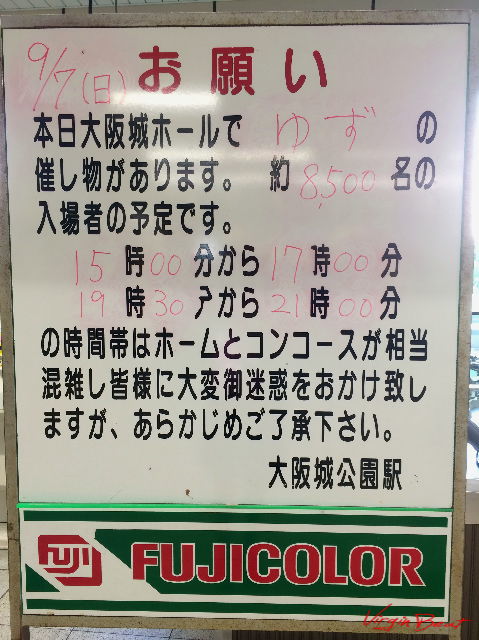 9/7(日) お願い
本日大阪城ホールで ゆず の
催し物があります。 約 8,500 名の
入場者の予定です。
15 時 00 分から 17 時 00 分
19 時 30 アから 21 時 00 分
の時間帯はホームとコンコースが相当
混雑し皆様に大変御迷惑をおかけ致し
ますが、あらかじめご了承下さい。
大阪城公園駅
FUJI FUJICOLOR
Virgin Beat